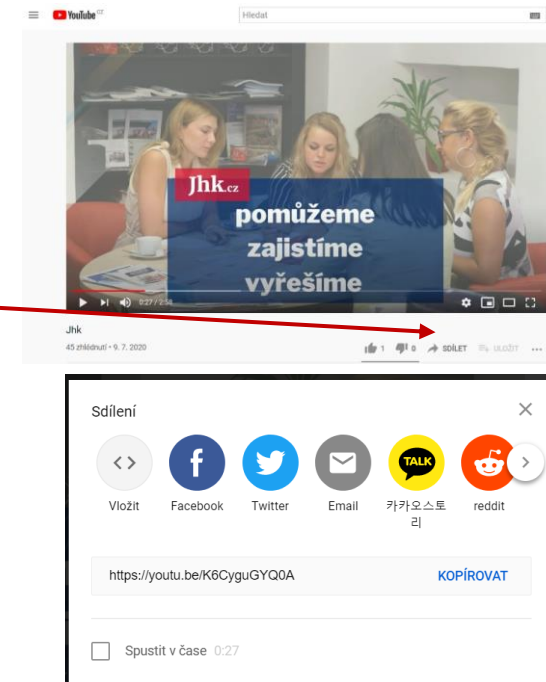 YouTube CZ
Hledat
Jhk.cz
pomůžeme
zajistíme
vyřešíme
0:27 / 2:58
Jhk
45 zhlédnutí • 9. 7. 2020
1 0 SDÍLET ULOŽIT ...
Sdílení
Vložit Facebook Twitter Email 카카오스토 reddit
리
TALK
https://youtu.be/K6CyguGYQ0A KOPÍROVAT
Spustit v čase 0:27